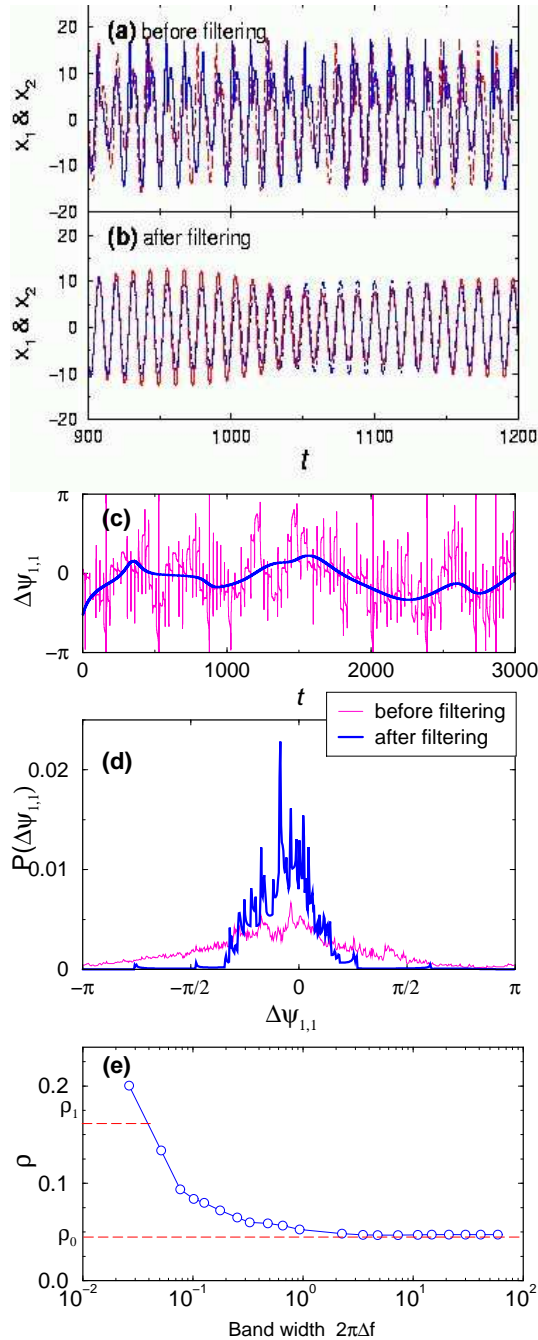 (a) before filtering
20
10
0
−10
−20
x1 & x2
(b) after filtering
20
10
0
−10
−20
x1 & x2
900 1000 1100 1200
t
(c)
π
0
−π
Δψ1,1
0 1000 2000 3000
t
before filtering
after filtering
(d)
0.02
0.01
0
P(Δψ1,1)
−π −π/2 0 π/2 π
Δψ1,1
(e)
0.2
ρ1
0.1
ρ0
0.0
ρ
10−2 10−1 100 101 102
Band width 2πΔf